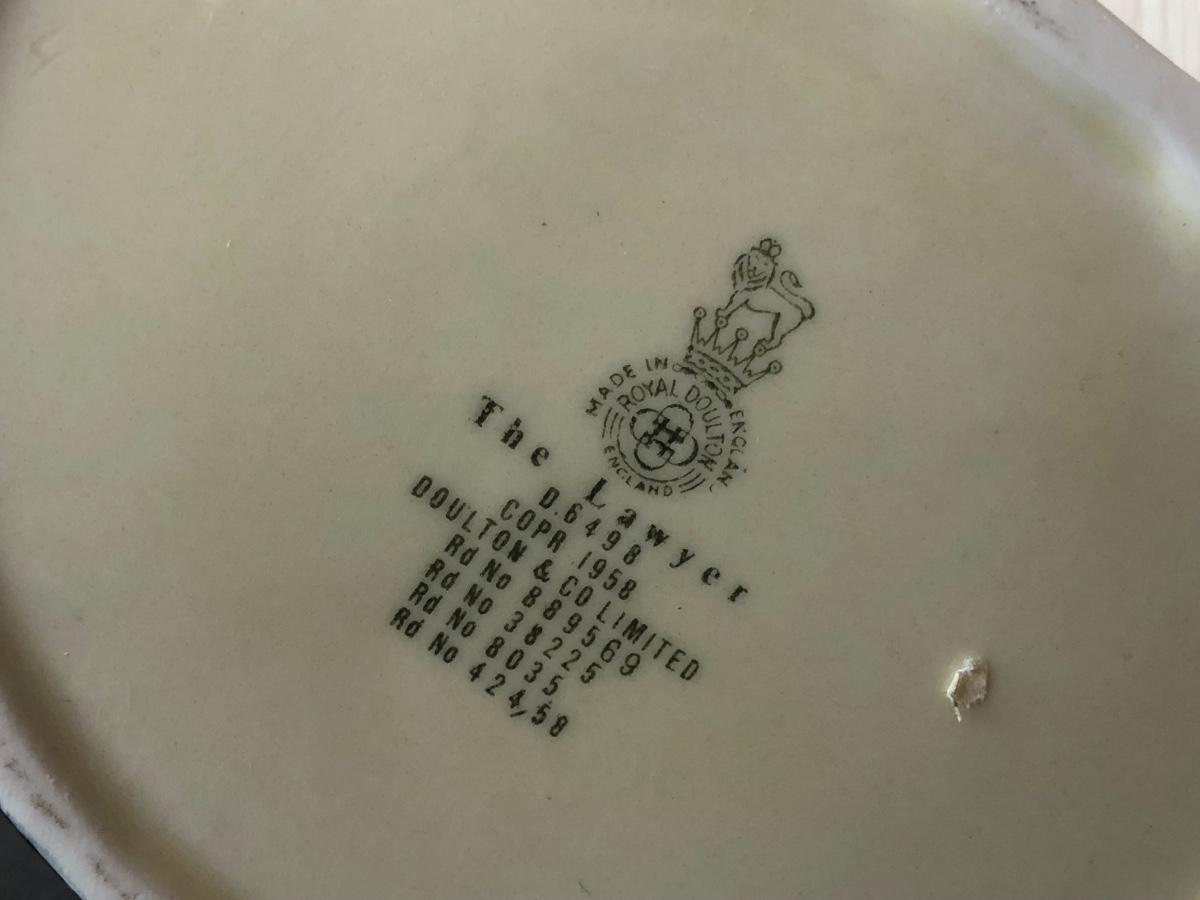 MADE IN ENGLAN
ROYAL DOULTON
ENGLAND
The Lawyer
D.6498
COPR 1958
DOULTON & CO LIMITED
Rd No 889569
Rd No 38225
Rd No 8035
Rd No 424/58